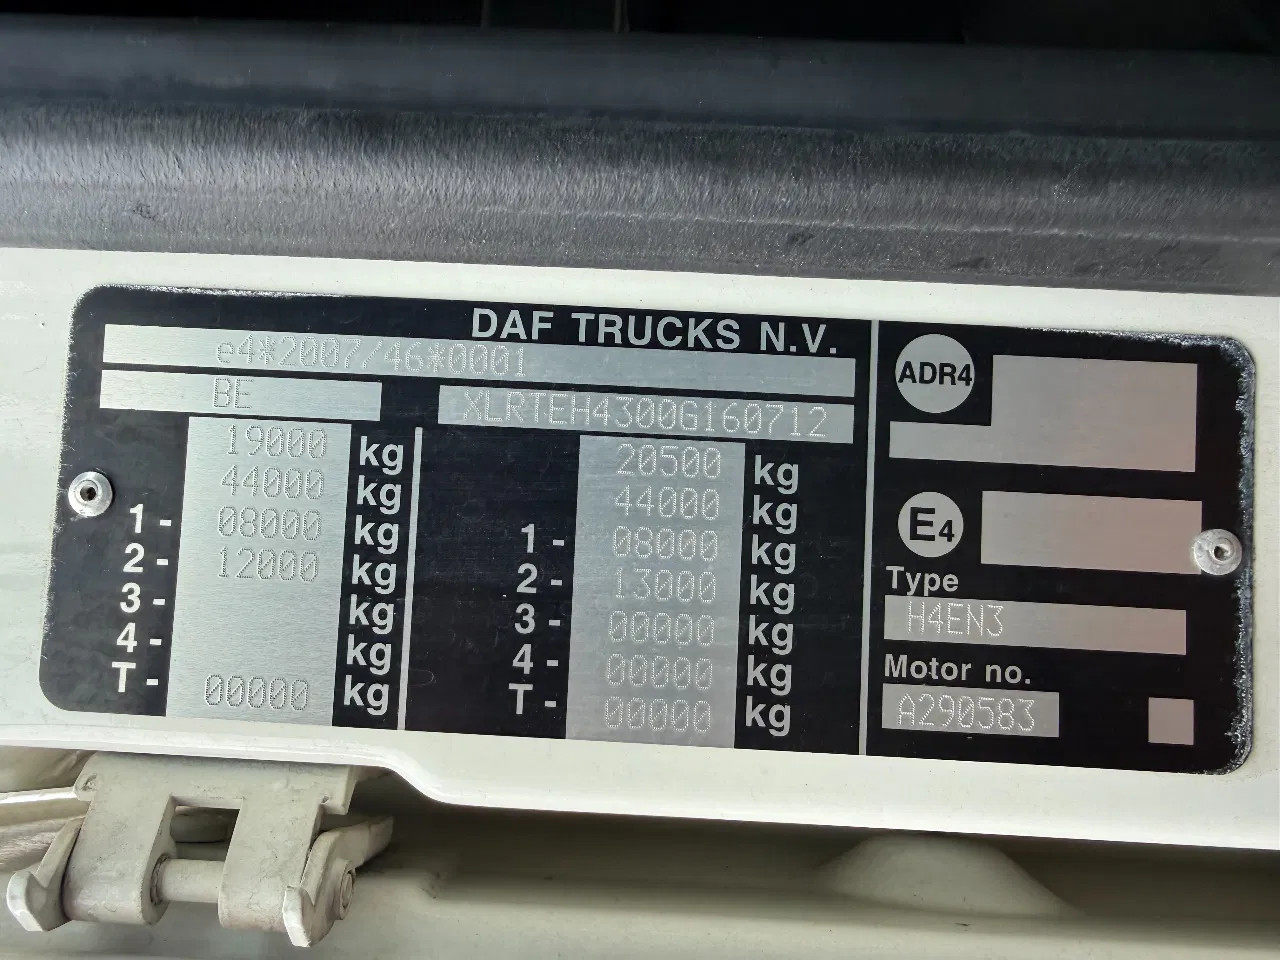 DAF TRUCKS N.V.
e4*2007/46*0001
BE XLRTEH4300G160712
19000 kg
44000 kg
1- 08000 kg
2- 12000 kg
3- kg
4- kg
T- 00000 kg
20500 kg
44000 kg
1- 08000 kg
2- 13000 kg
3- 00000 kg
4- 00000 kg
T- 00000 kg
ADR4
E4
Type
H4EN3
Motor no.
A290583